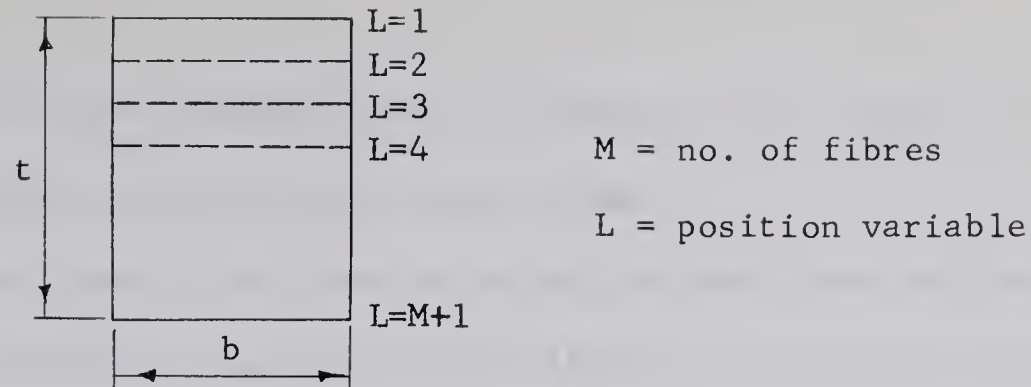 L=1
L=2
L=3
L=4
t
M = no. of fibres
L = position variable
L=M+1
b